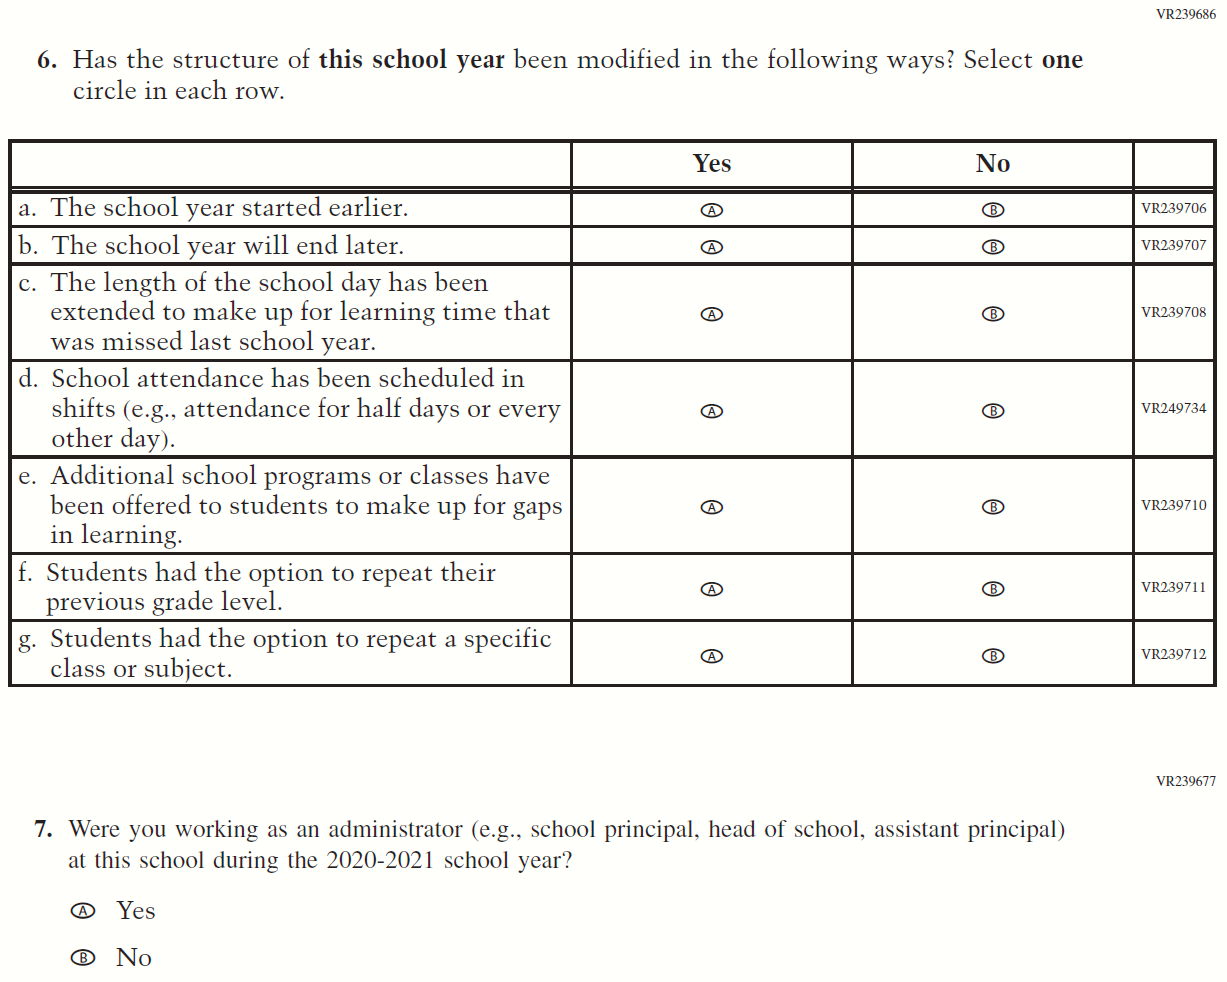 VR239686
6. Has the structure of this school year been modified in the following ways? Select one
circle in each row.
Yes No
a. The school year started earlier. A B VR239706
b. The school year will end later. A B VR239707
c. The length of the school day has been
extended to make up for learning time that
was missed last school year.
A B VR239708
d. School attendance has been scheduled in
shifts (e.g., attendance for half days or every
other day).
A B VR249734
e. Additional school programs or classes have
been offered to students to make up for gaps
in learning.
A B VR239710
f. Students had the option to repeat their
previous grade level.
A B VR239711
g. Students had the option to repeat a specific
class or subject.
A B VR239712
VR239677
7. Were you working as an administrator (e.g., school principal, head of school, assistant principal)
at this school during the 2020-2021 school year?
A Yes
B No